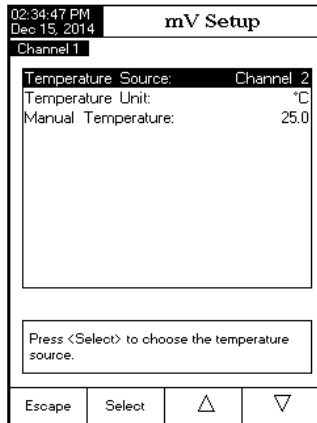 02:34:47 PM
Dec 15, 2014
mV Setup
Channel 1
Temperature Source: Channel 2
Temperature Unit: °C
Manual Temperature: 25.0
Press <Select> to choose the temperature
source.
Escape Select △ ▽